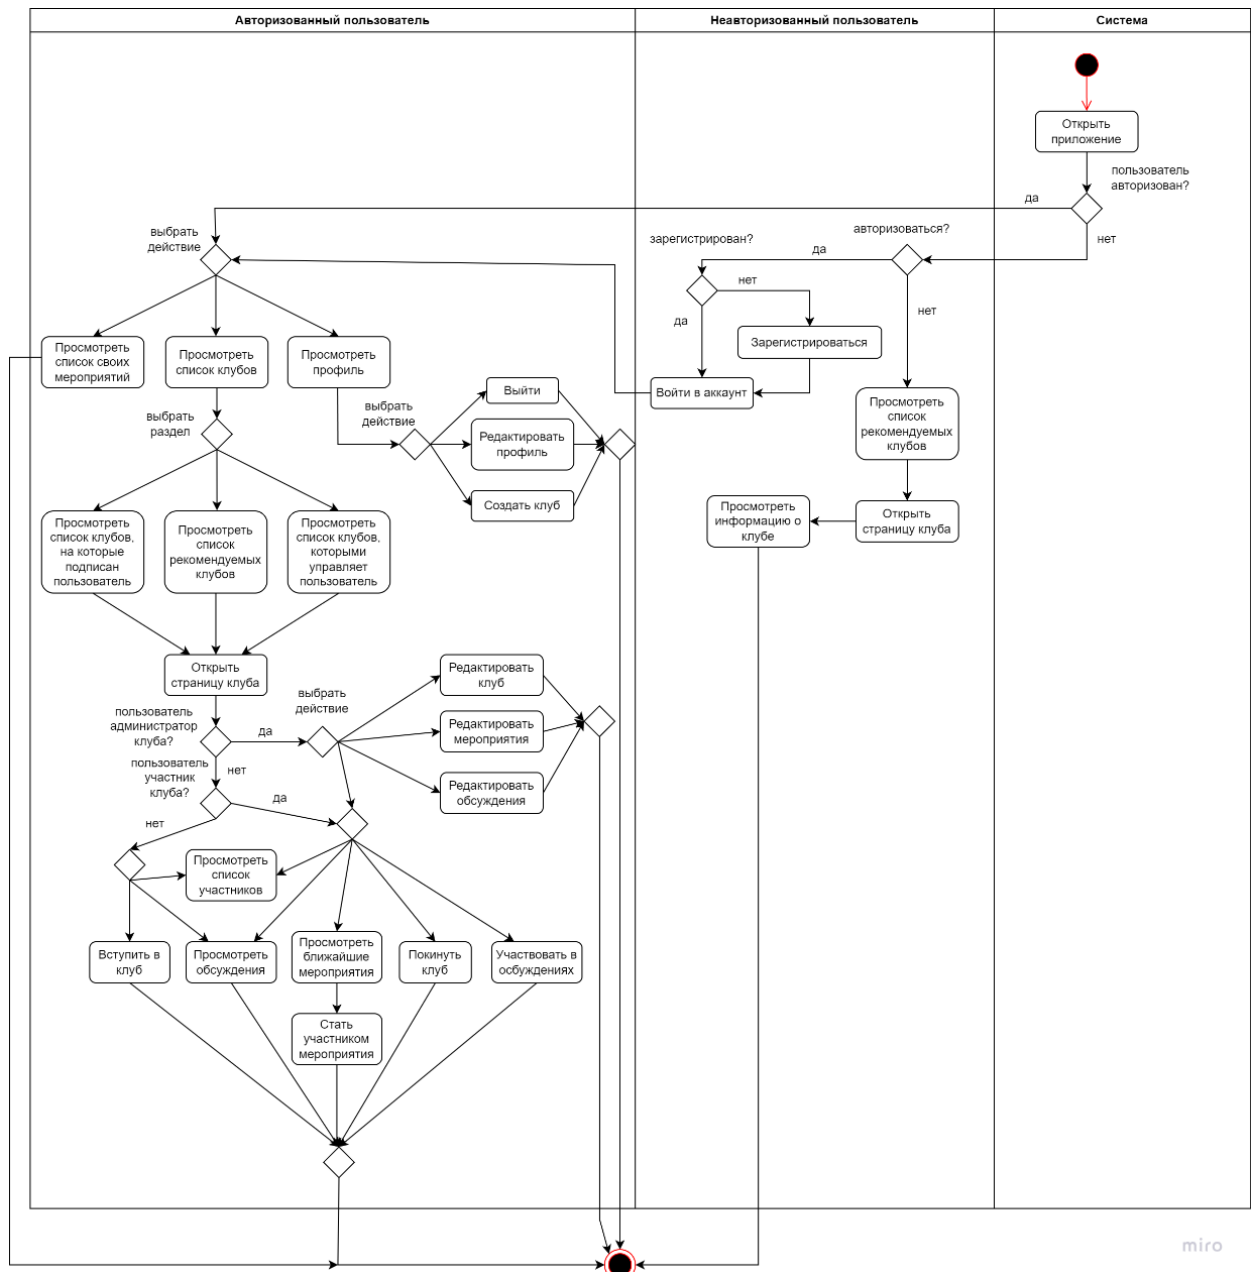 Авторизованный пользователь
Неавторизованный пользователь
Система
Открыть
приложение
пользователь
авторизован?
да
нет
авторизоваться?
да
нет
зарегистрирован?
нет
да
Зарегистрироваться
Войти в аккаунт
Просмотреть
список
рекомендуемых
клубов
Открыть
страницу клуба
Просмотреть
информацию о
клубе
выбрать
действие
Просмотреть
список своих
мероприятий
Просмотреть
список клубов
Просмотреть
профиль
выбрать
действие
Выйти
Редактировать
профиль
Создать клуб
выбрать
раздел
Просмотреть
список клубов,
на которые
подписан
пользователь
Просмотреть
список
рекомендуемых
клубов
Просмотреть
список клубов,
которыми
управляет
пользователь
Открыть
страницу клуба
пользователь
администратор
клуба?
да
нет
выбрать
действие
Редактировать
клуб
Редактировать
мероприятия
Редактировать
обсуждения
пользователь
участник
клуба?
да
нет
Просмотреть
список
участников
Вступить в
клуб
Просмотреть
обсуждения
Просмотреть
ближайшие
мероприятия
Покинуть
клуб
Участвовать в
осбуждениях
Стать
участником
мероприятия
miro